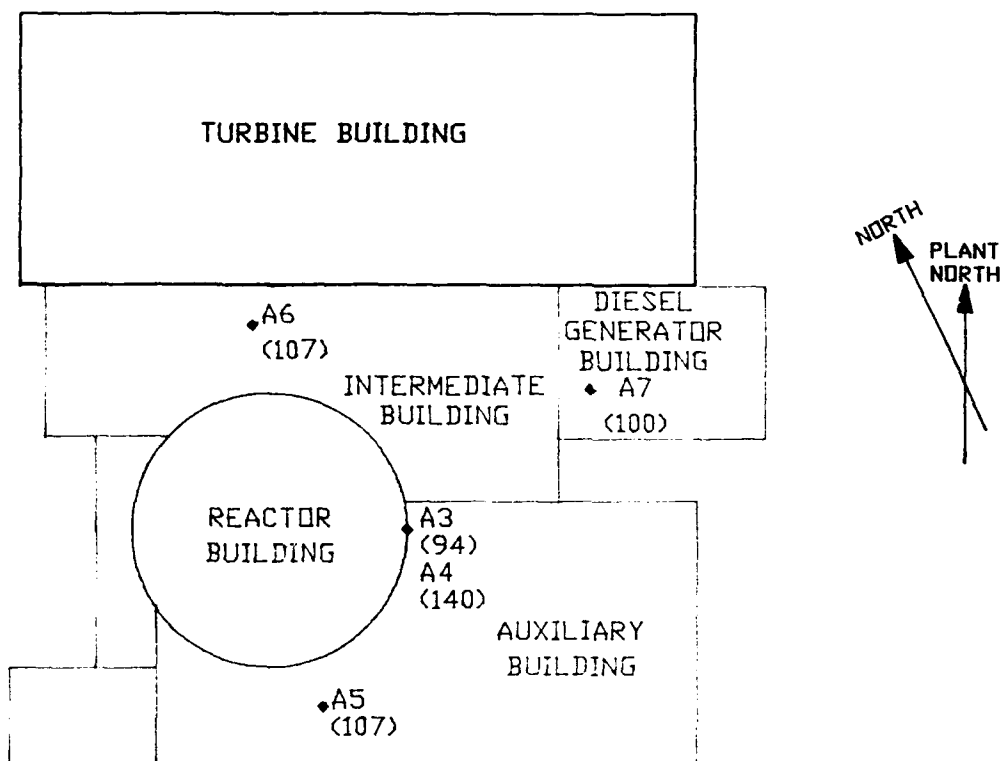 TURBINE BUILDING
NORTH
PLANT
NORTH
A6
(107)
DIESEL
GENERATOR
BUILDING
A7
(100)
INTERMEDIATE
BUILDING
REACTOR
BUILDING
A3
(94)
A4
(140)
AUXILIARY
BUILDING
A5
(107)